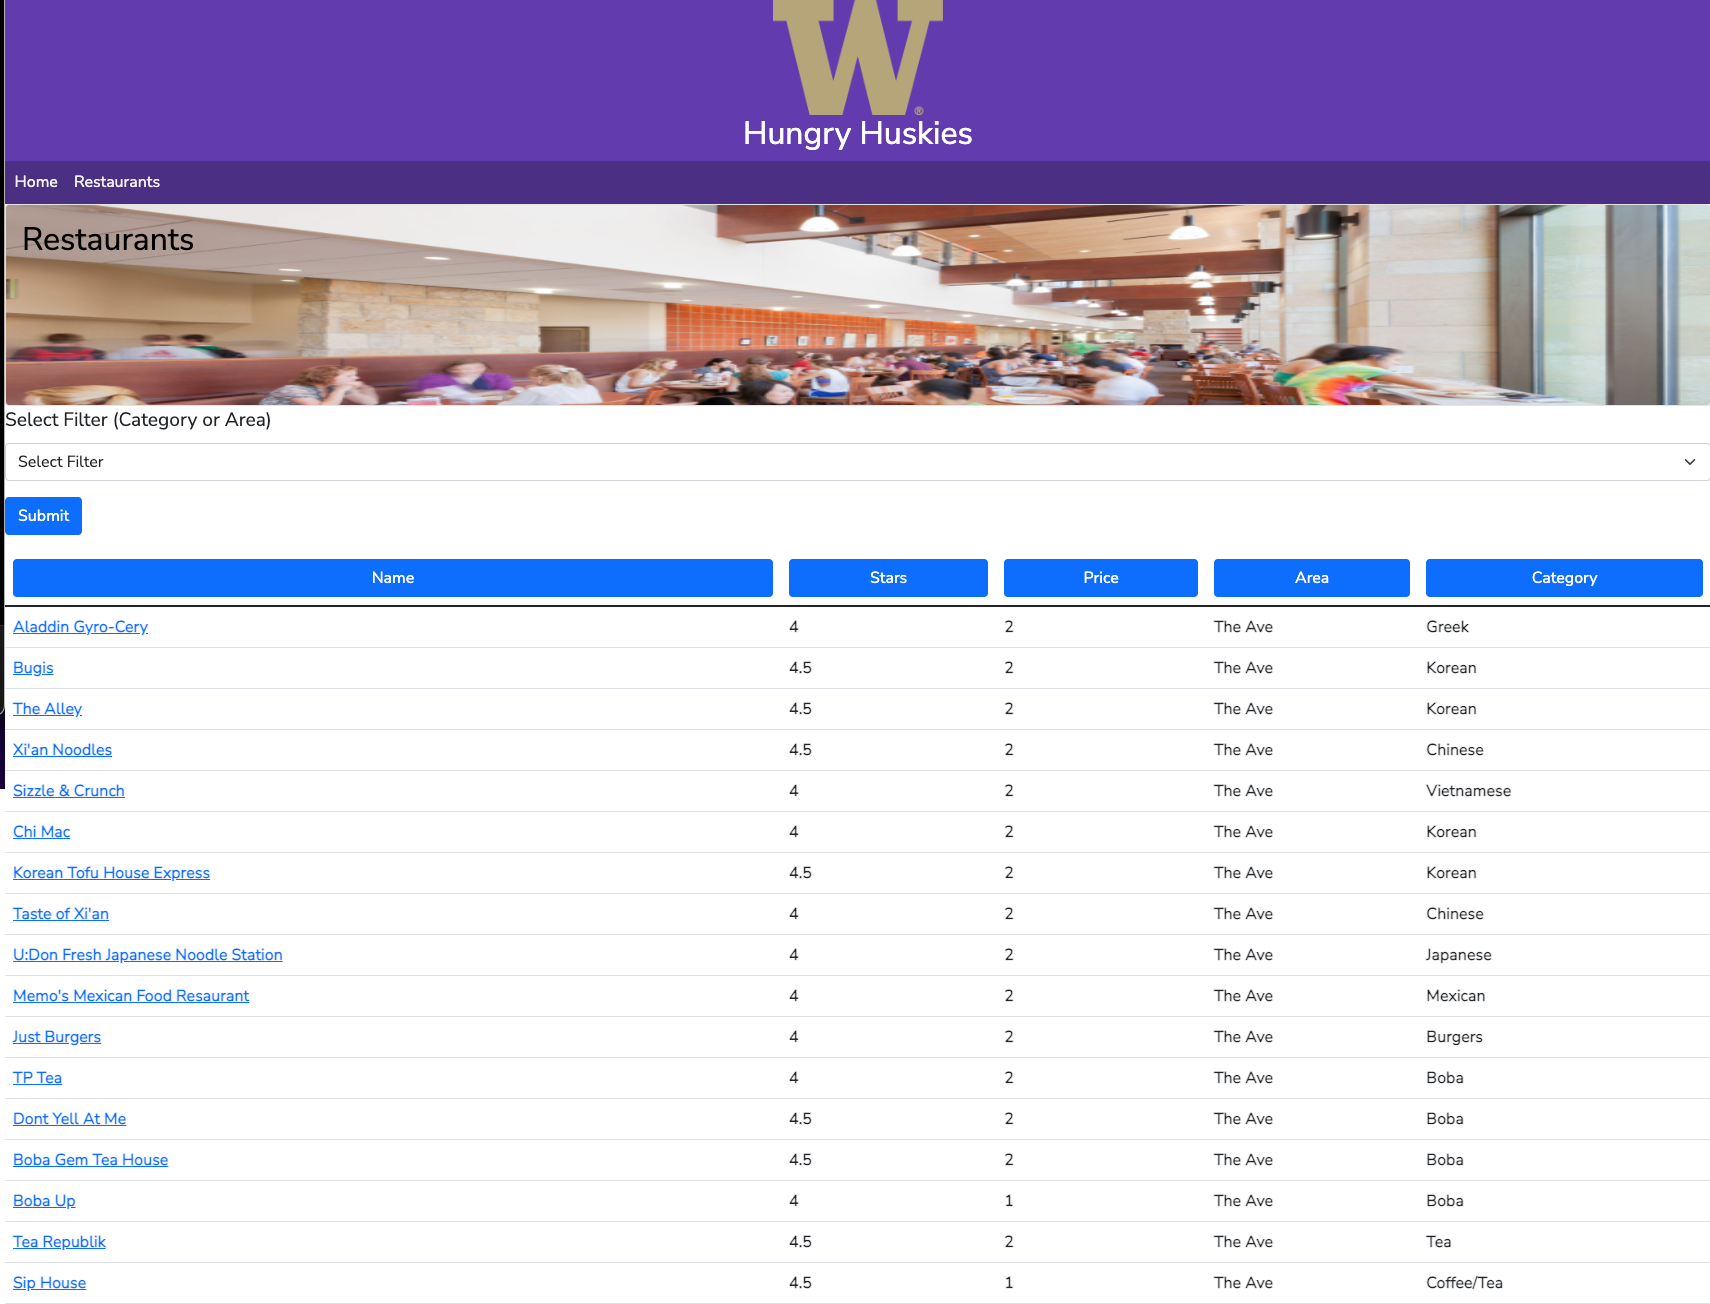 W
®
Hungry Huskies
Home Restaurants
Restaurants
Select Filter (Category or Area)
Select Filter
Submit
Name Stars Price Area Category
Aladdin Gyro-Cery 4 2 The Ave Greek
Bugis 4.5 2 The Ave Korean
The Alley 4.5 2 The Ave Korean
Xi'an Noodles 4.5 2 The Ave Chinese
Sizzle & Crunch 4 2 The Ave Vietnamese
Chi Mac 4 2 The Ave Korean
Korean Tofu House Express 4.5 2 The Ave Korean
Taste of Xi'an 4 2 The Ave Chinese
U:Don Fresh Japanese Noodle Station 4 2 The Ave Japanese
Memo's Mexican Food Resaurant 4 2 The Ave Mexican
Just Burgers 4 2 The Ave Burgers
TP Tea 4 2 The Ave Boba
Dont Yell At Me 4.5 2 The Ave Boba
Boba Gem Tea House 4.5 2 The Ave Boba
Boba Up 4 1 The Ave Boba
Tea Republik 4.5 2 The Ave Tea
Sip House 4.5 1 The Ave Coffee/Tea